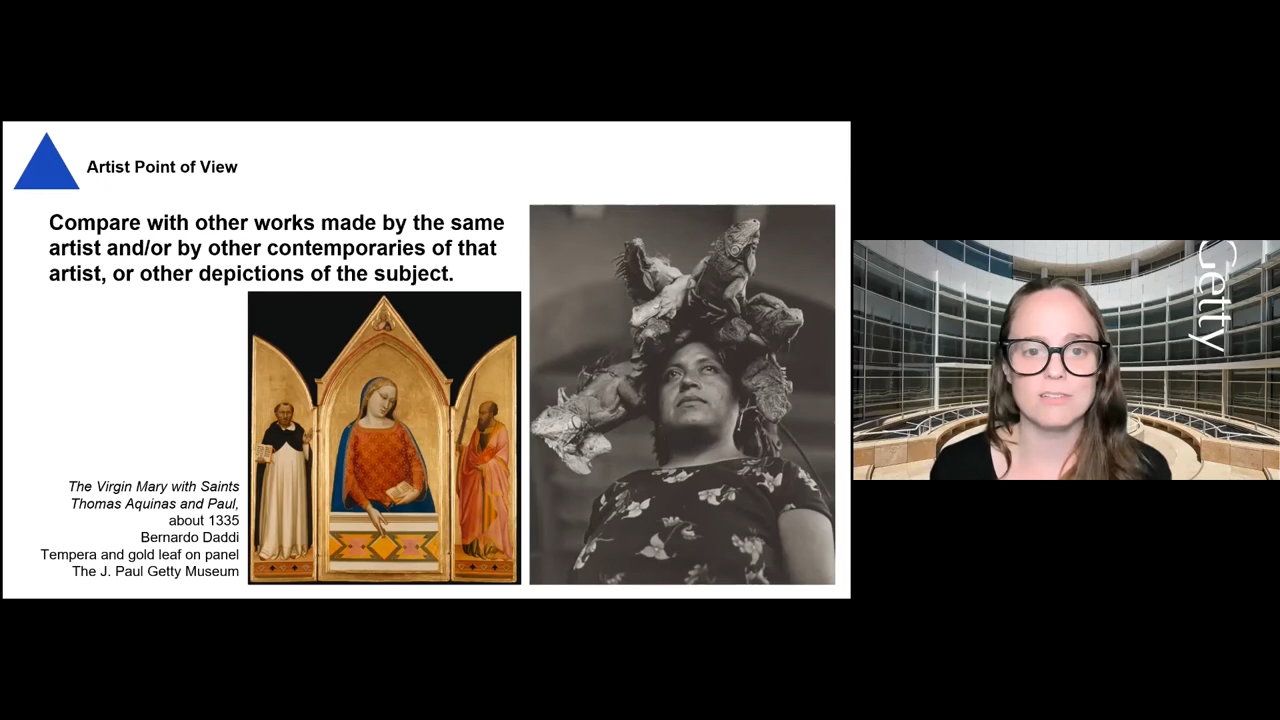 Artist Point of View
Compare with other works made by the same
artist and/or by other contemporaries of that
artist, or other depictions of the subject.
The Virgin Mary with Saints
Thomas Aquinas and Paul,
about 1335
Bernardo Daddi
Tempera and gold leaf on panel
The J. Paul Getty Museum
Getty